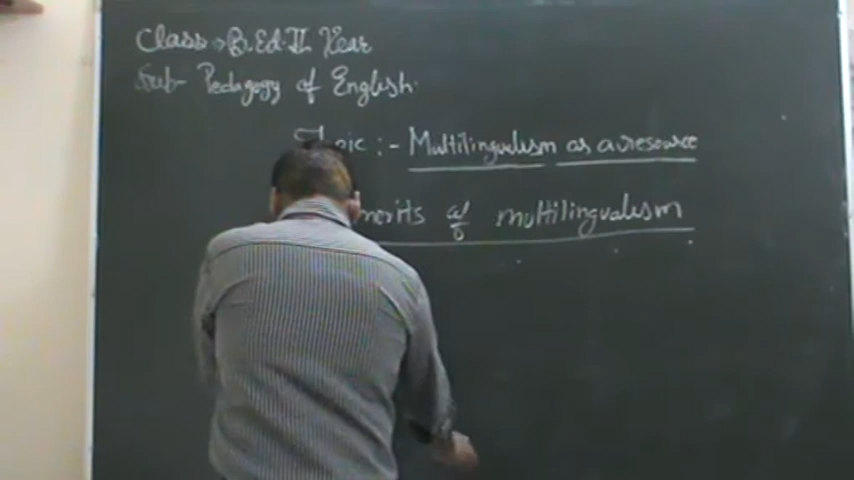 Class :- B.Ed. II Year
Sub- Pedagogy of English.
Topic :- Multilingualism as a resource
merits of multilingualism